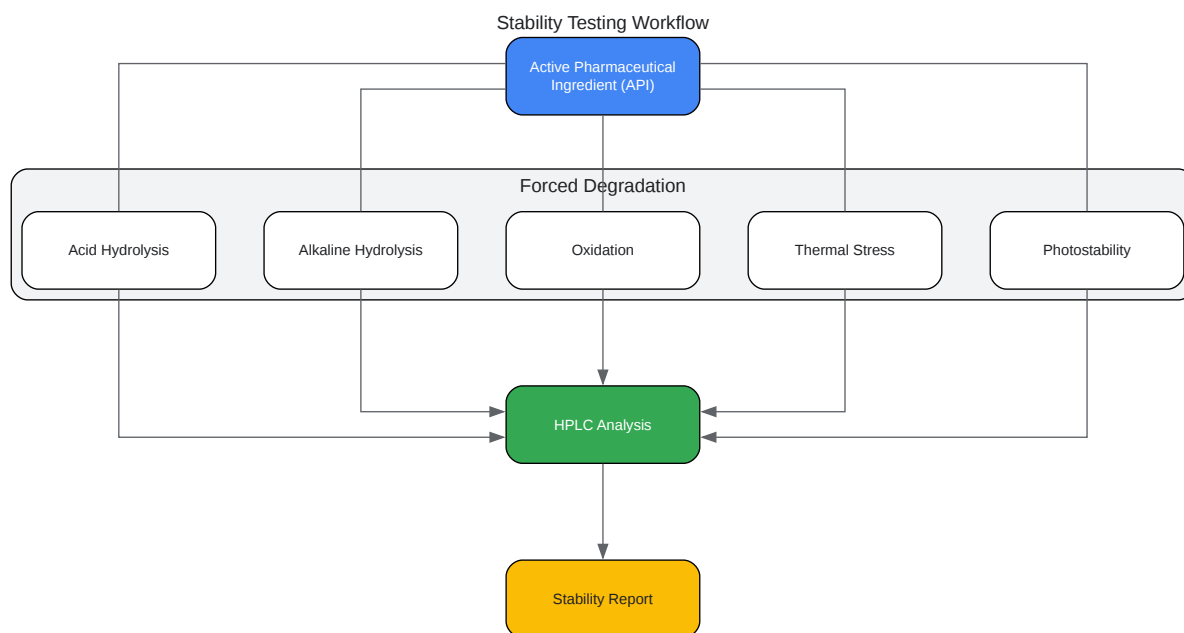 Stability Testing Workflow
Active Pharmaceutical
Ingredient (API)
Forced Degradation
Acid Hydrolysis
Alkaline Hydrolysis
Oxidation
Thermal Stress
Photostability
HPLC Analysis
Stability Report